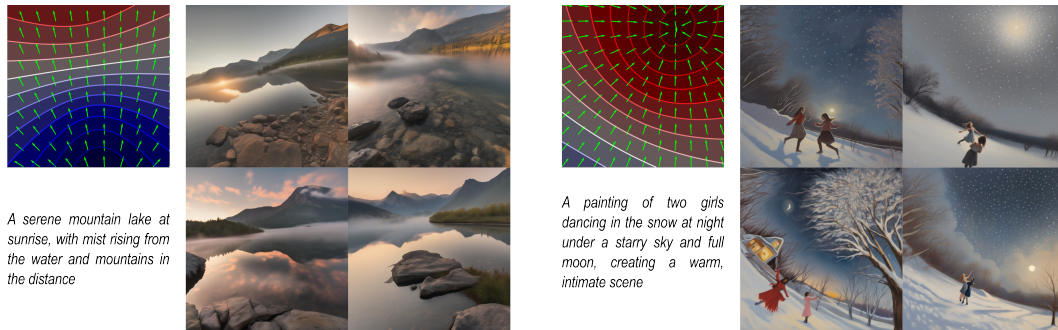 A serene mountain lake at
sunrise, with mist rising from
the water and mountains in
the distance
A painting of two girls
dancing in the snow at night
under a starry sky and full
moon, creating a warm,
intimate scene